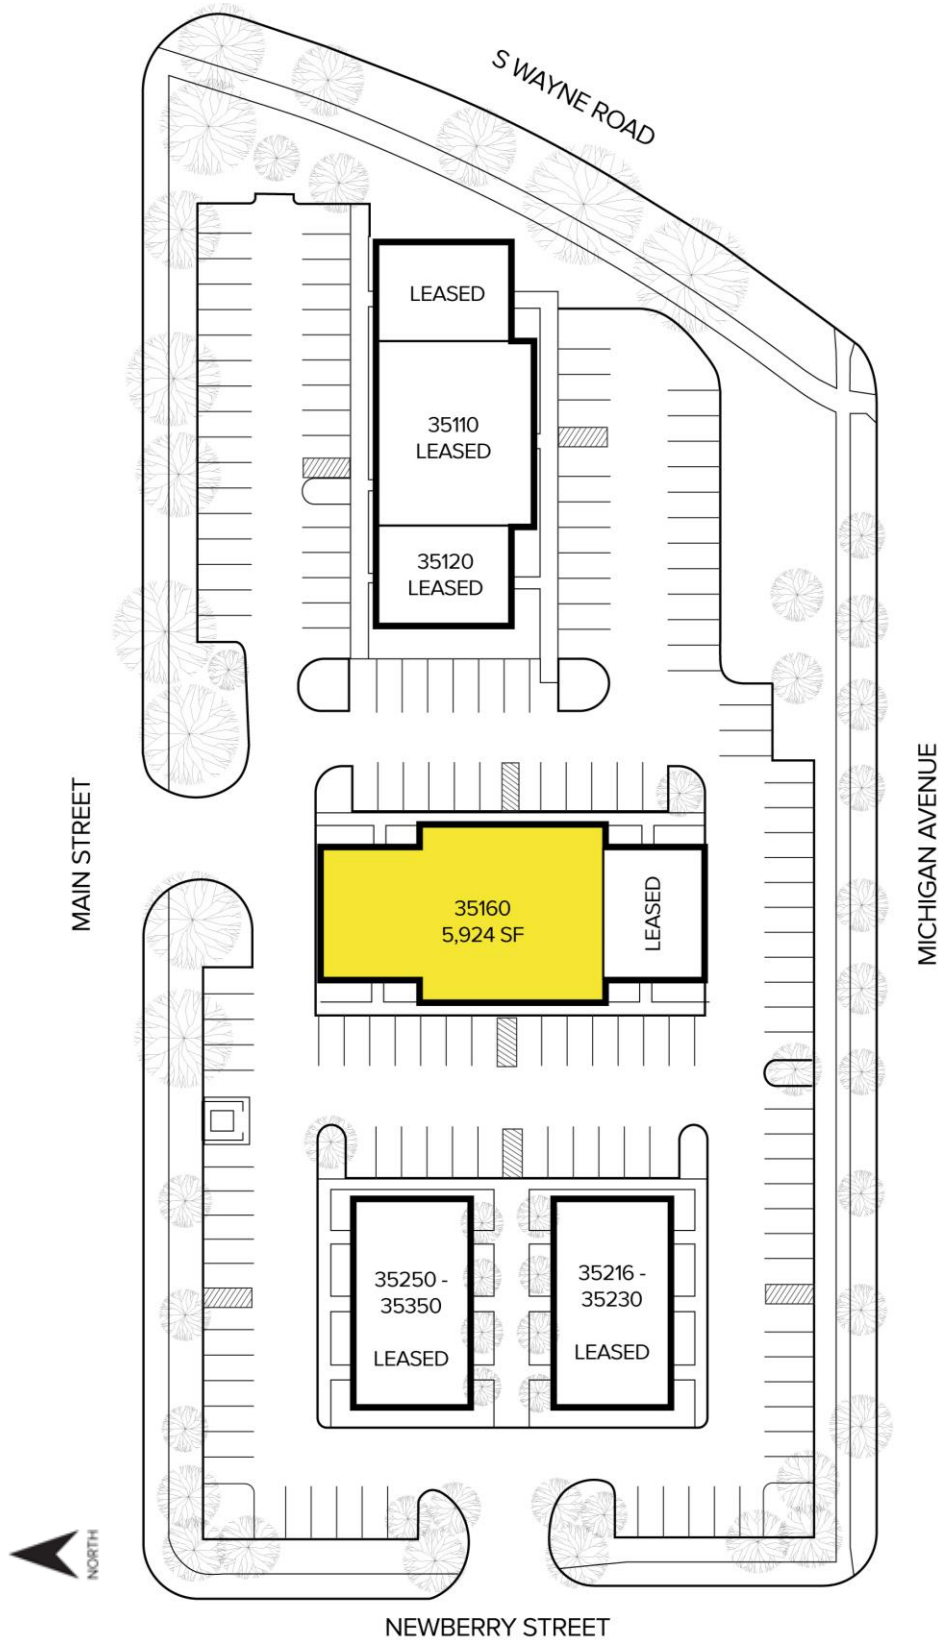 S WAYNE ROAD
LEASED
35110
LEASED
35120
LEASED
MAIN STREET
MICHIGAN AVENUE
35160
5,924 SF
LEASED
35250 -
35350
LEASED
35216 -
35230
LEASED
NORTH
NEWBERRY STREET